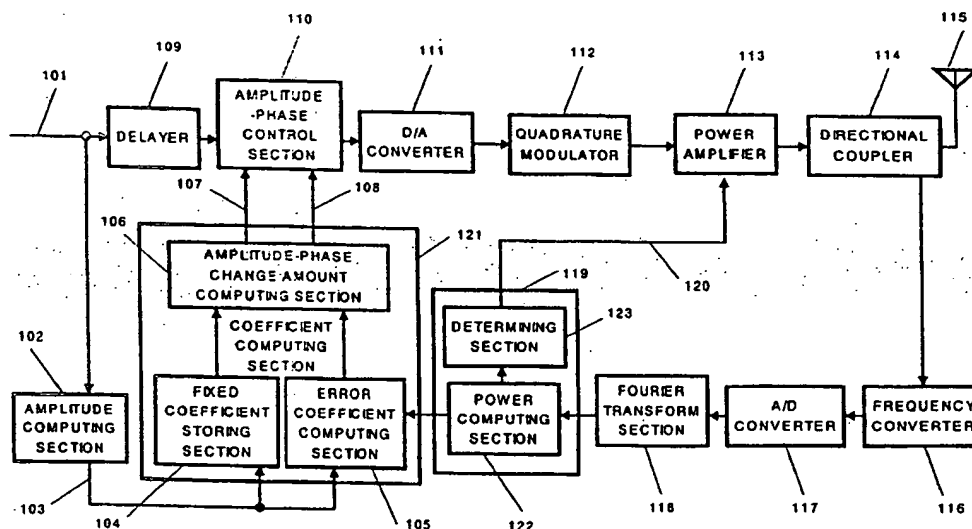 110
111
112
113
114
115
109
101
AMPLITUDE
-PHASE
CONTROL
SECTION
DELAYER
D/A
CONVERTER
QUADRATURE
MODULATOR
POWER
AMPLIFIER
DIRECTIONAL
COUPLER
107
108
106
121
AMPLITUDE-PHASE
CHANGE AMOUNT
COMPUTING SECTION
119
120
123
COEFFICIENT
COMPUTING
SECTION
DETERMINING
SECTION
102
AMPLITUDE
COMPUTING
SECTION
FIXED
COEFFICIENT
STORING
SECTION
ERROR
COEFFICIENT
COMPUTING
SECTION
POWER
COMPUTING
SECTION
FOURIER
TRANSFORM
SECTION
A/D
CONVERTER
FREQUENCY
CONVERTER
103
104
105
122
118
117
116